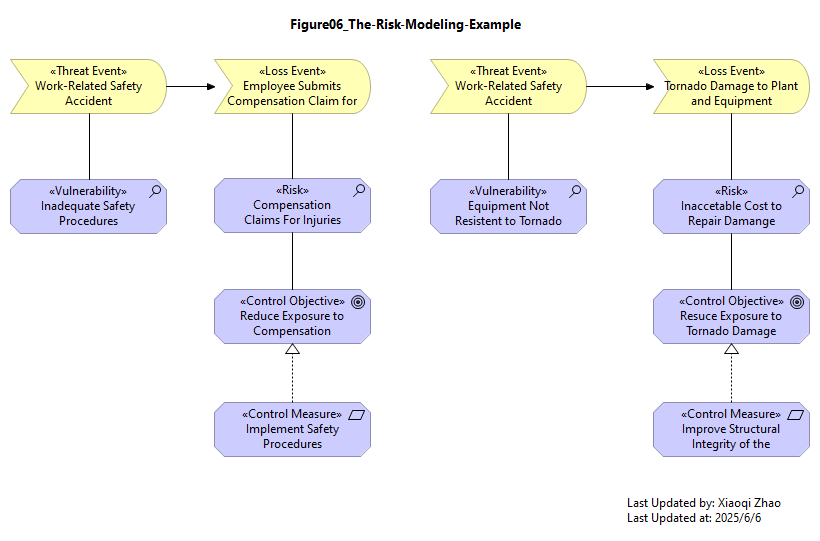 Figure06_The-Risk-Modeling-Example
«Threat Event»
Work-Related Safety
Accident
«Loss Event»
Employee Submits
Compensation Claim for
«Threat Event»
Work-Related Safety
Accident
«Loss Event»
Tornado Damage to Plant
and Equipment
«Vulnerability»
Inadequate Safety
Procedures
«Risk»
Compensation
Claims For Injuries
«Vulnerability»
Equipment Not
Resistent to Tornado
«Risk»
Inaccetable Cost to
Repair Damange
«Control Objective»
Reduce Exposure to
Compensation
«Control Objective»
Resuce Exposure to
Tornado Damage
«Control Measure»
Implement Safety
Procedures
«Control Measure»
Improve Structural
Integrity of the
Last Updated by: Xiaoqi Zhao
Last Updated at: 2025/6/6